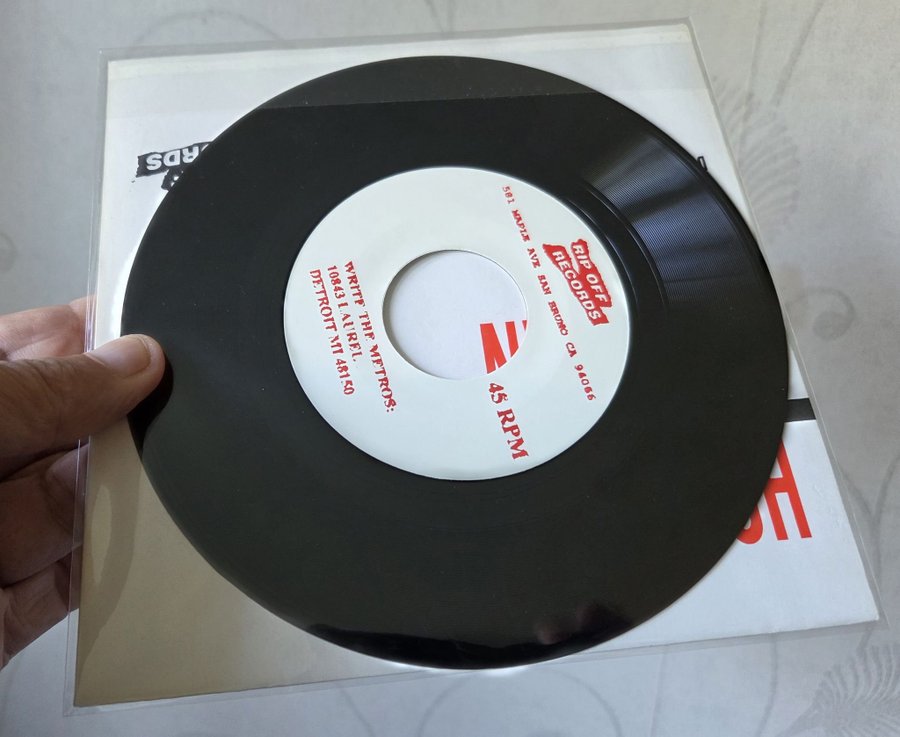 RIP OFF
RECORDS
581 MAPLE AVE SAN BRUNO CA 94066
45 RPM
WRITE THE METROS:
10843 LAUREL
DETROIT MI 48150